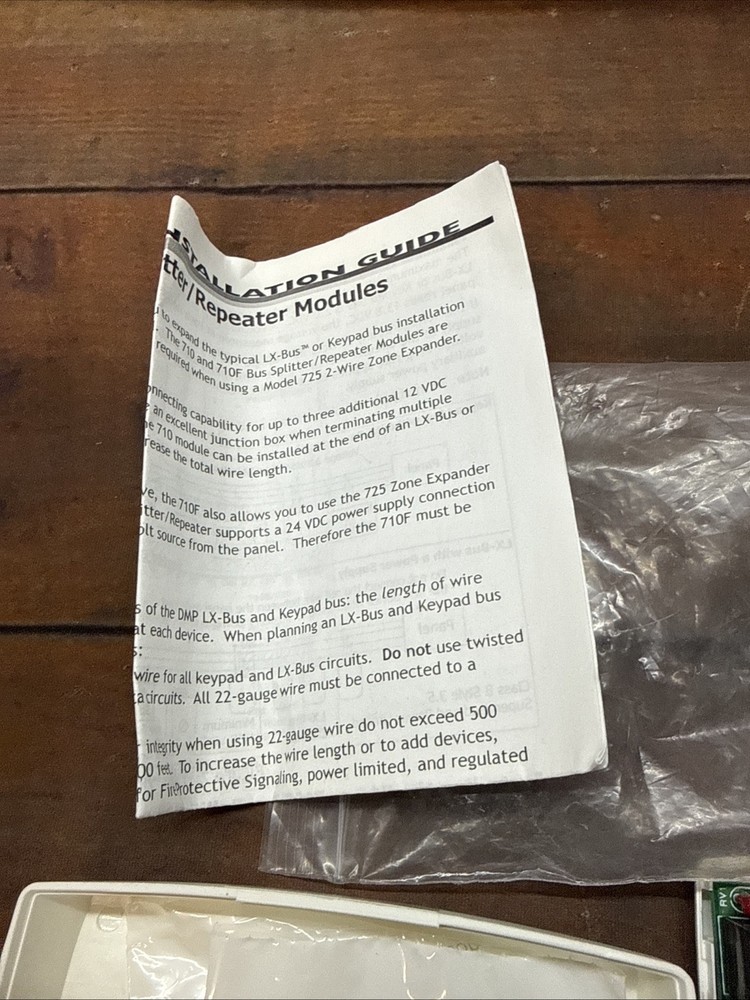 INSTALLATION GUIDE
tter/Repeater Modules
to expand the typical LX-Bus™ or Keypad bus installation
. The 710 and 710F Bus Splitter/Repeater Modules are
required when using a Model 725 2-Wire Zone Expander.
onnecting capability for up to three additional 12 VDC
an excellent junction box when terminating multiple
e 710 module can be installed at the end of an LX-Bus or
rease the total wire length.
ve, the 710F also allows you to use the 725 Zone Expander
itter/Repeater supports a 24 VDC power supply connection
olt source from the panel. Therefore the 710F must be
s of the DMP LX-Bus and Keypad bus: the length of wire
at each device. When planning an LX-Bus and Keypad bus
s:
wire for all keypad and LX-Bus circuits. Do not use twisted
a circuits. All 22-gauge wire must be connected to a
integrity when using 22-gauge wire do not exceed 500
00 feet. To increase the wire length or to add devices,
for Fire Protective Signaling, power limited, and regulated
RV